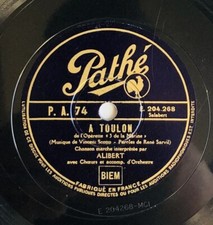 Pathé
P. A. 74
E 204.268
Salabert
A TOULON
de l'Opérette "3 de la Marine"
(Musique de Vincent Scotto - Paroles de René Sarvil)
Chanson marche interprétée par
ALIBERT
avec Chœurs et accomp. d'Orchestre
BIEM
FABRIQUÉ EN FRANCE